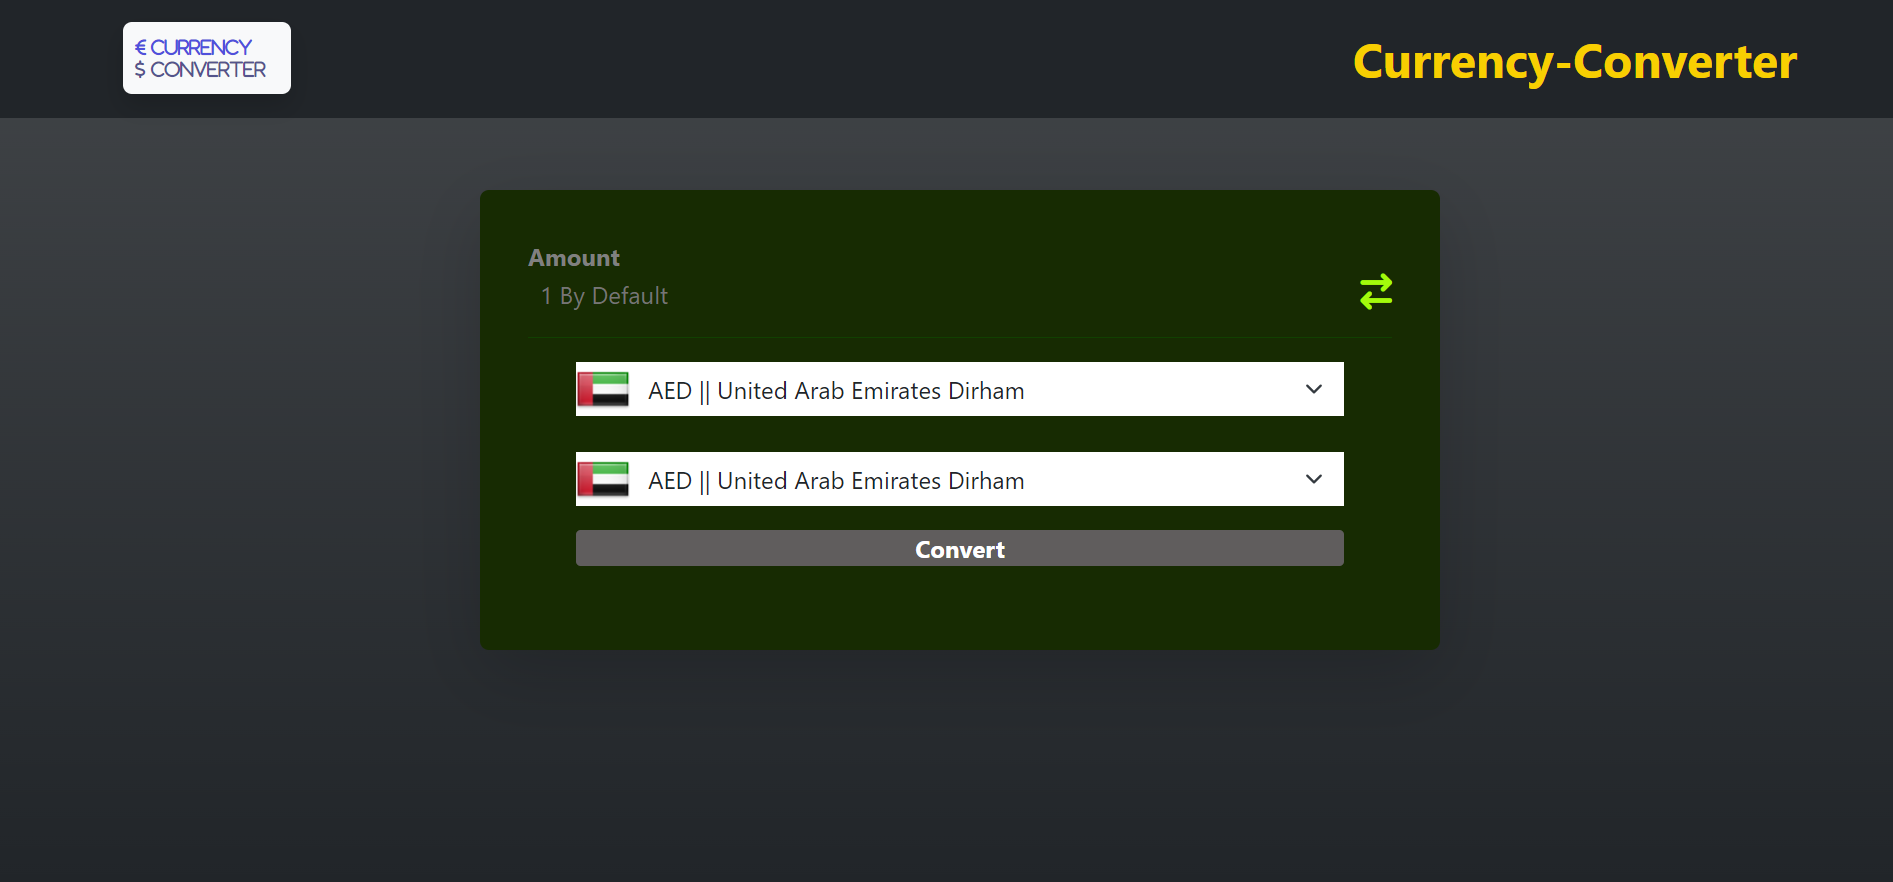 € CURRENCY
$ CONVERTER
Currency-Converter
Amount
1 By Default
AED || United Arab Emirates Dirham
AED || United Arab Emirates Dirham
Convert